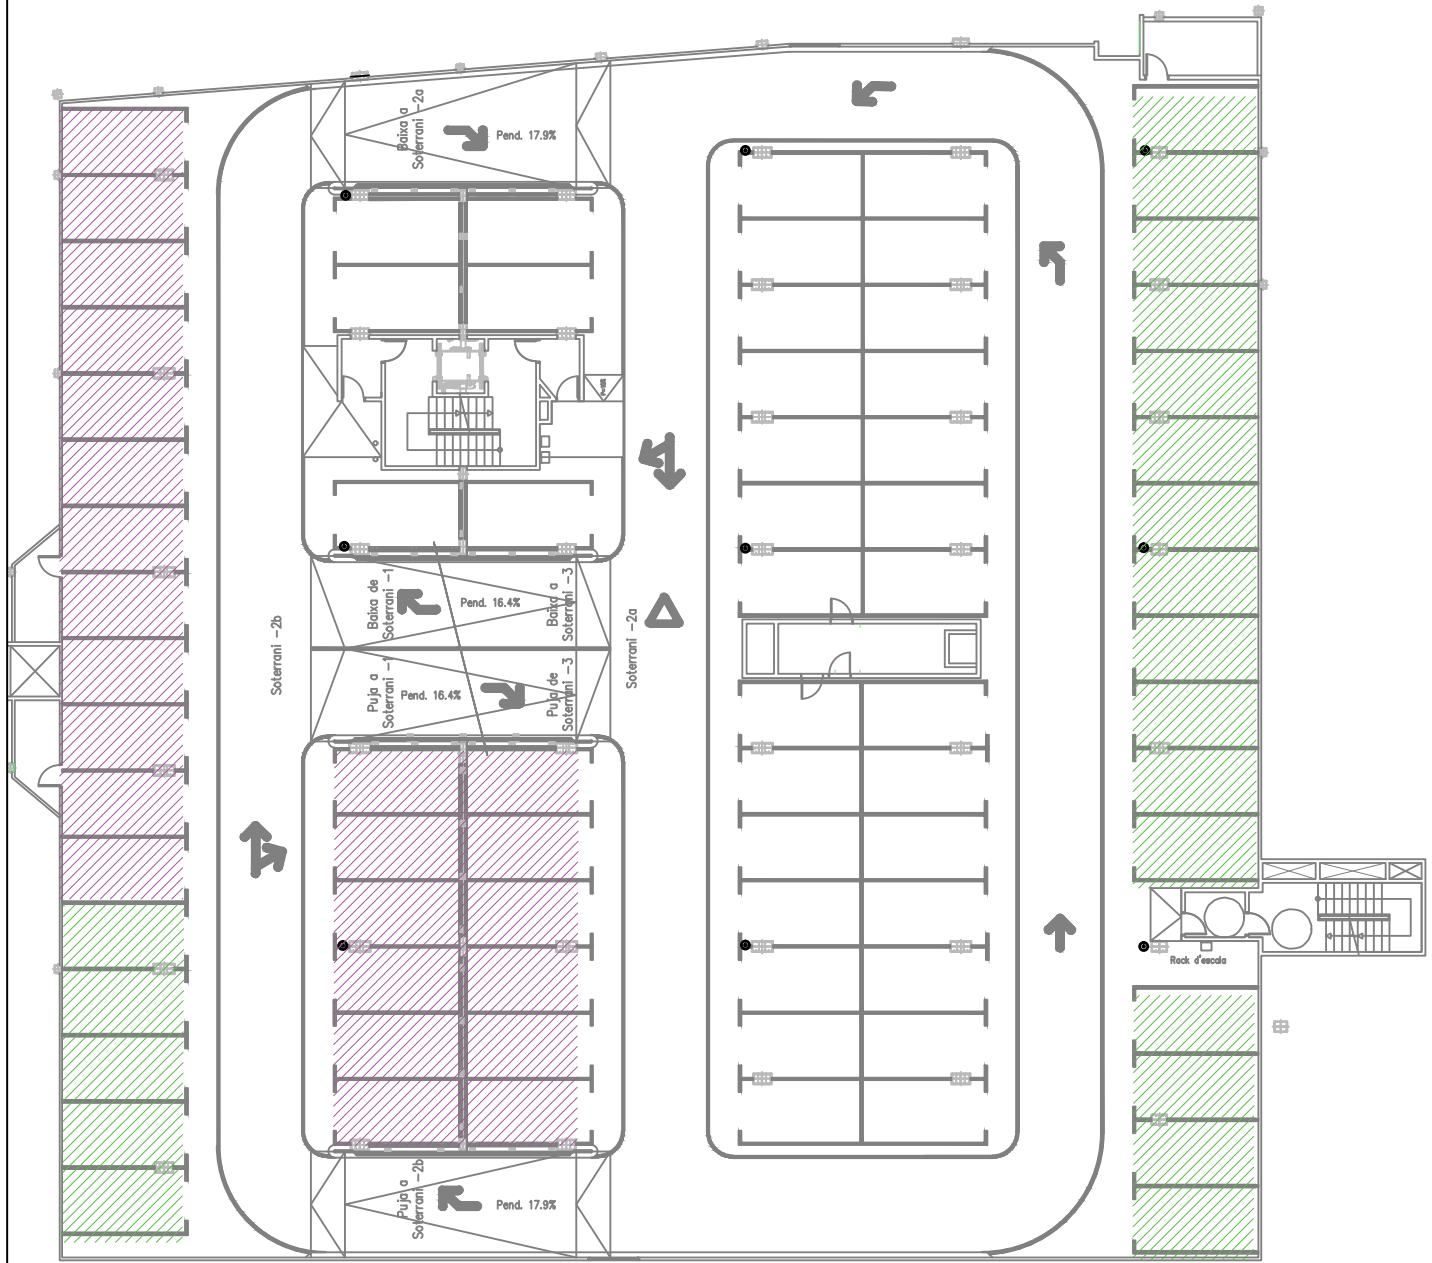 Baixa a
Soterrani -2a
Pend. 17.9%
Baixa de
Soterrani -1
Pend. 16.4%
Baixa a
Soterrani -3
Soterrani -2b
Soterrani -2a
Puja a
Soterrani -1
Pend. 16.4%
Puja de
Soterrani -3
Rack d'escala
Puja a
Soterrani -2b
Pend. 17.9%